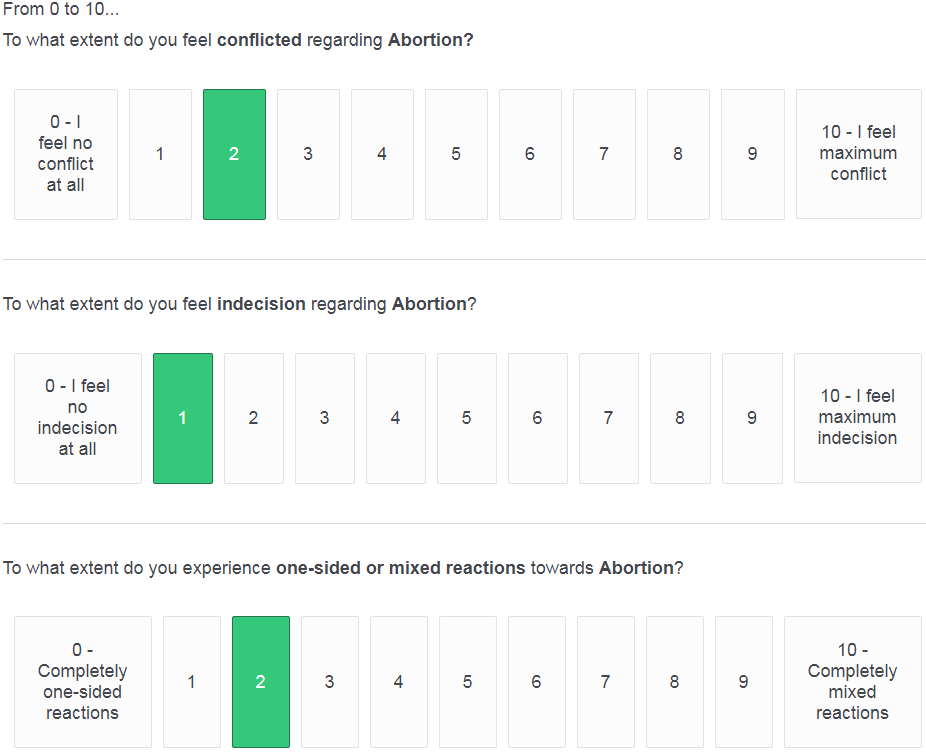 From 0 to 10...
To what extent do you feel conflicted regarding Abortion?
0 - I
feel no
conflict
at all
1
2
3
4
5
6
7
8
9
10 - I feel
maximum
conflict
To what extent do you feel indecision regarding Abortion?
0 - I feel
no
indecision
at all
1
2
3
4
5
6
7
8
9
10 - I feel
maximum
indecision
To what extent do you experience one-sided or mixed reactions towards Abortion?
0 -
Completely
one-sided
reactions
1
2
3
4
5
6
7
8
9
10 -
Completely
mixed
reactions